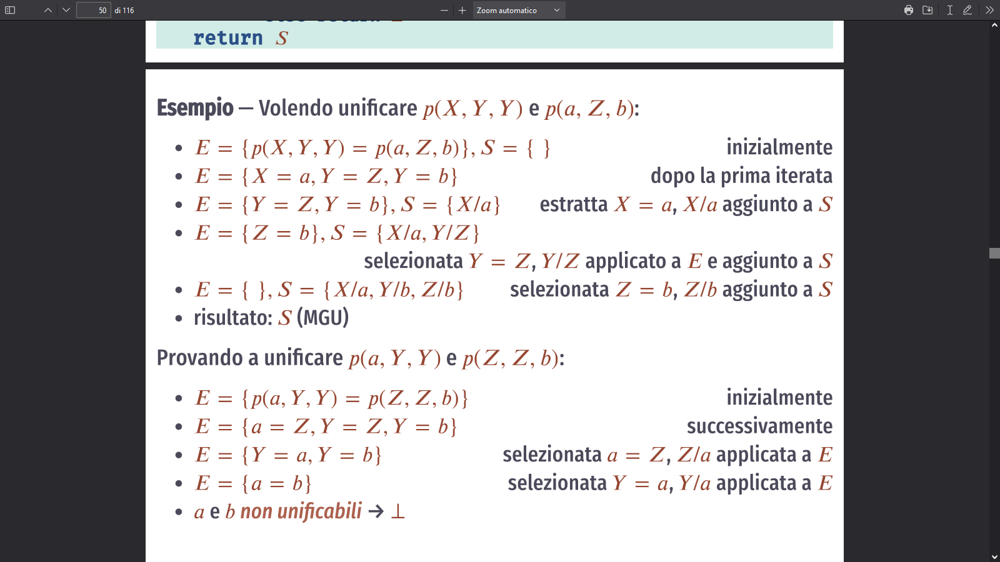 50 di 116 Zoom automatico
return S
Esempio — Volendo unificare p(X, Y, Y) e p(a, Z, b):
• E = {p(X, Y, Y) = p(a, Z, b)}, S = { } inizialmente
• E = {X = a, Y = Z, Y = b} dopo la prima iterata
• E = {Y = Z, Y = b}, S = {X/a} estratta X = a, X/a aggiunto a S
• E = {Z = b}, S = {X/a, Y/Z}
selezionata Y = Z, Y/Z applicato a E e aggiunto a S
• E = { }, S = {X/a, Y/b, Z/b} selezionata Z = b, Z/b aggiunto a S
• risultato: S (MGU)
Provando a unificare p(a, Y, Y) e p(Z, Z, b):
• E = {p(a, Y, Y) = p(Z, Z, b)} inizialmente
• E = {a = Z, Y = Z, Y = b} successivamente
• E = {Y = a, Y = b} selezionata a = Z, Z/a applicata a E
• E = {a = b} selezionata Y = a, Y/a applicata a E
• a e b non unificabili → ⊥